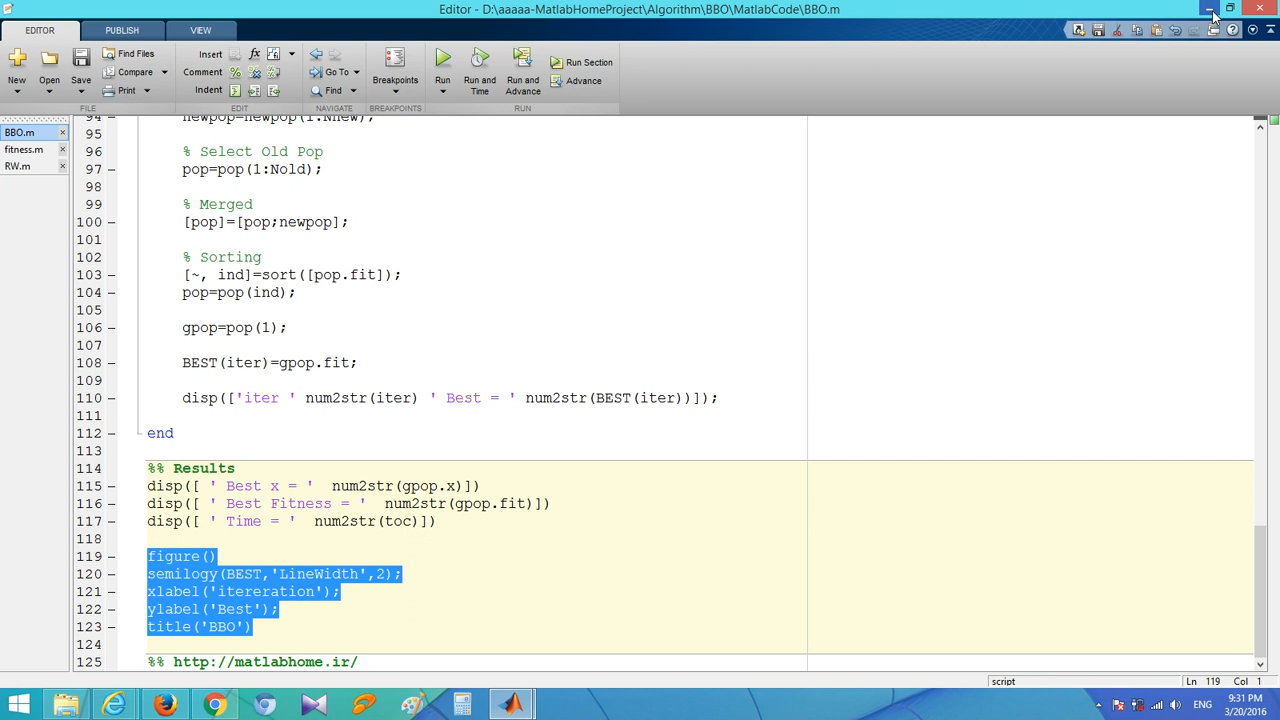 Editor - D:\aaaaa-MatlabHomeProject\Algorithm\BBO\MatlabCode\BBO.m
EDITOR PUBLISH VIEW
New Open Save Find Files Compare Print
Insert fx Comment Indent
Go To Find
Breakpoints
Run Run and Time Run and Advance Run Section Advance
FILE EDIT NAVIGATE BREAKPOINTS RUN
BBO.m
fitness.m
RW.m
94 newpop=newpop(1:Nnew);
95
96 % Select Old Pop
97 pop=pop(1:Nold);
98
99 % Merged
100 [pop]=[pop;newpop];
101
102 % Sorting
103 [~, ind]=sort([pop.fit]);
104 pop=pop(ind);
105
106 gpop=pop(1);
107
108 BEST(iter)=gpop.fit;
109
110 disp(['iter ' num2str(iter) ' Best = ' num2str(BEST(iter))]);
111
112 end
113
114 %% Results
115 disp([ ' Best x = '  num2str(gpop.x)])
116 disp([ ' Best Fitness = '  num2str(gpop.fit)])
117 disp([ ' Time = '  num2str(toc)])
118
119 figure()
120 semilogy(BEST,'LineWidth',2);
121 xlabel('itereration');
122 ylabel('Best');
123 title('BBO')
124
125 %% http://matlabhome.ir/
script Ln 119 Col 1
ENG 9:31 PM
3/20/2016